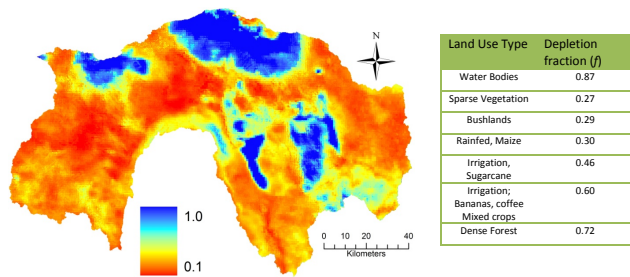 N
1.0
0.1
0 10 20 40
Kilometers
Land Use Type Depletion
fraction (f)
Water Bodies 0.87
Sparse Vegetation 0.27
Bushlands 0.29
Rainfed, Maize 0.30
Irrigation, 0.46
Sugarcane
Irrigation; 0.60
Bananas, coffee
Mixed crops
Dense Forest 0.72